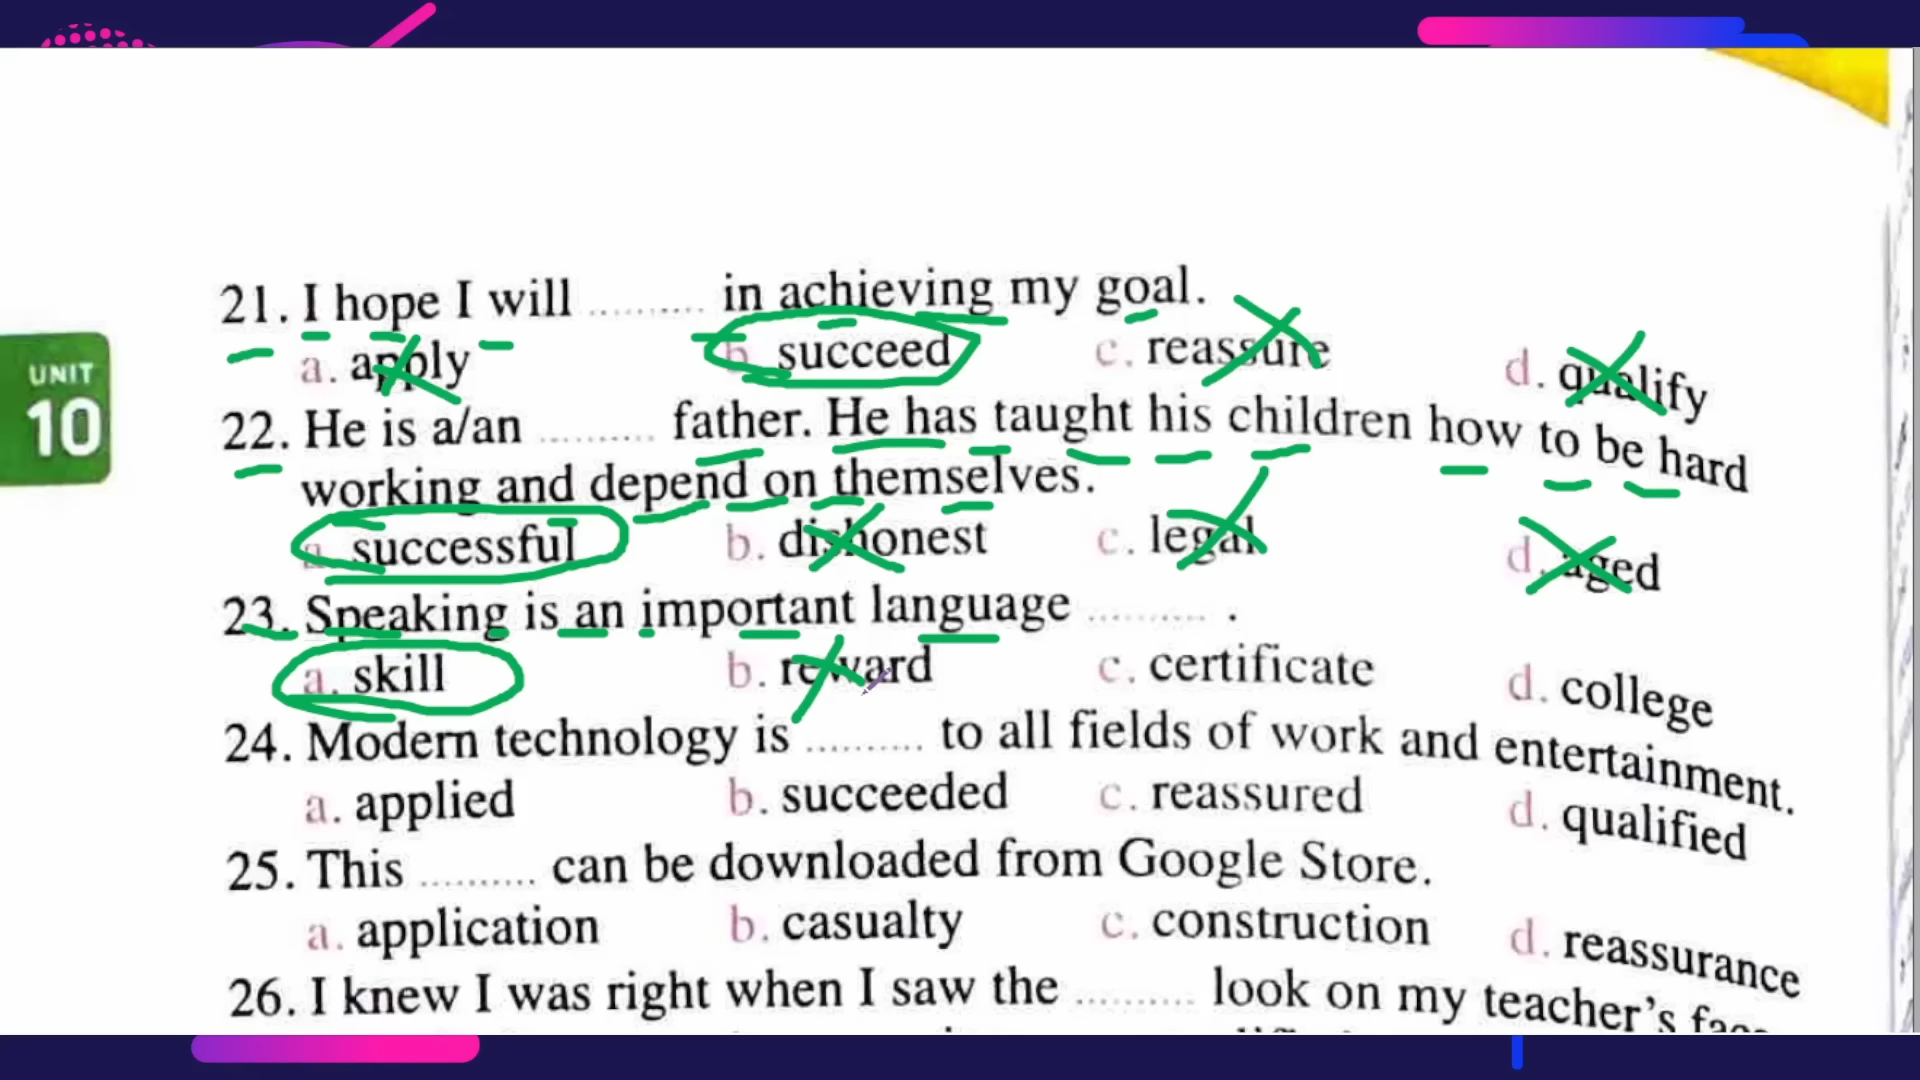 21. I hope I will .......... in achieving my goal.
a. apply b. succeed c. reassure d. qualify
UNIT
10
22. He is a/an .......... father. He has taught his children how to be hard
working and depend on themselves.
a. successful b. dishonest c. legal d. aged
23. Speaking is an important language .......... .
a. skill b. reward c. certificate d. college
24. Modern technology is .......... to all fields of work and entertainment.
a. applied b. succeeded c. reassured d. qualified
25. This .......... can be downloaded from Google Store.
a. application b. casualty c. construction d. reassurance
26. I knew I was right when I saw the .......... look on my teacher's